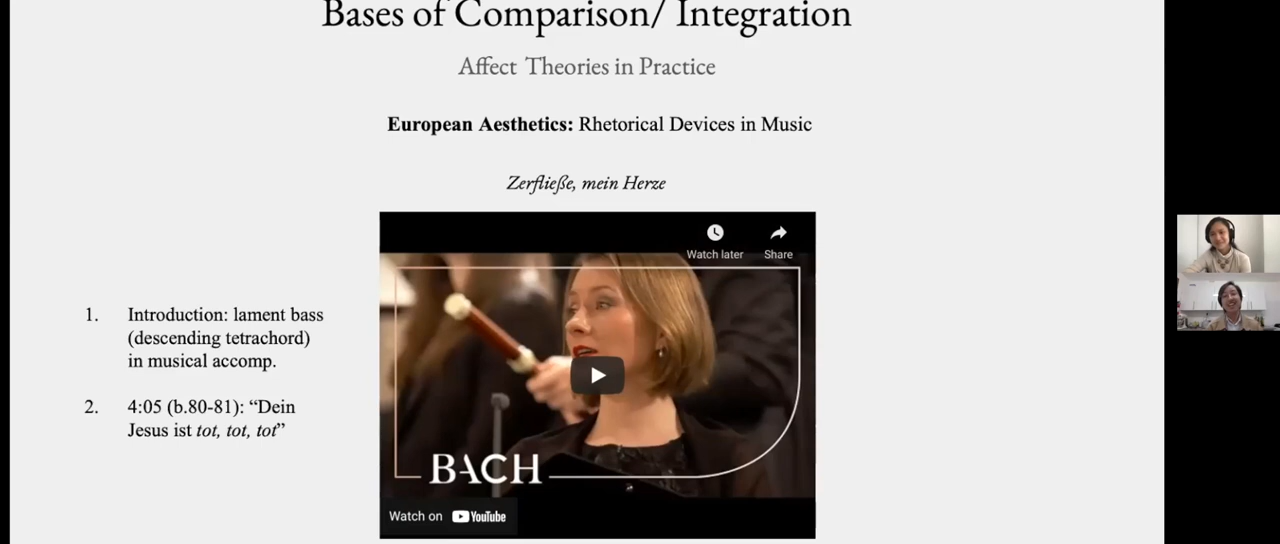 Bases of Comparison/ Integration
Affect Theories in Practice
European Aesthetics: Rhetorical Devices in Music
Zerfließe, mein Herze
1. Introduction: lament bass
(descending tetrachord)
in musical accomp.
2. 4:05 (b.80-81): “Dein
Jesus ist tot, tot, tot”
Watch later
Share
BACH
Watch on YouTube